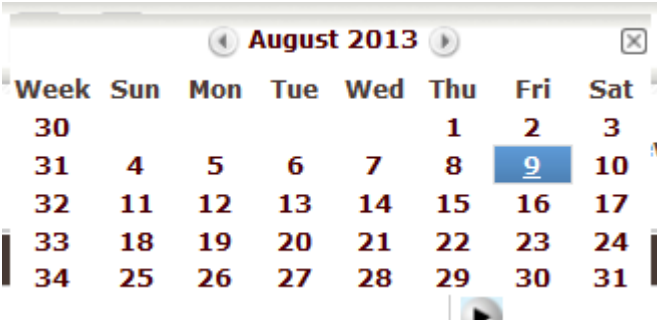 August 2013
Week Sun Mon Tue Wed Thu Fri Sat
30 1 2 3
31 4 5 6 7 8 9 10
32 11 12 13 14 15 16 17
33 18 19 20 21 22 23 24
34 25 26 27 28 29 30 31